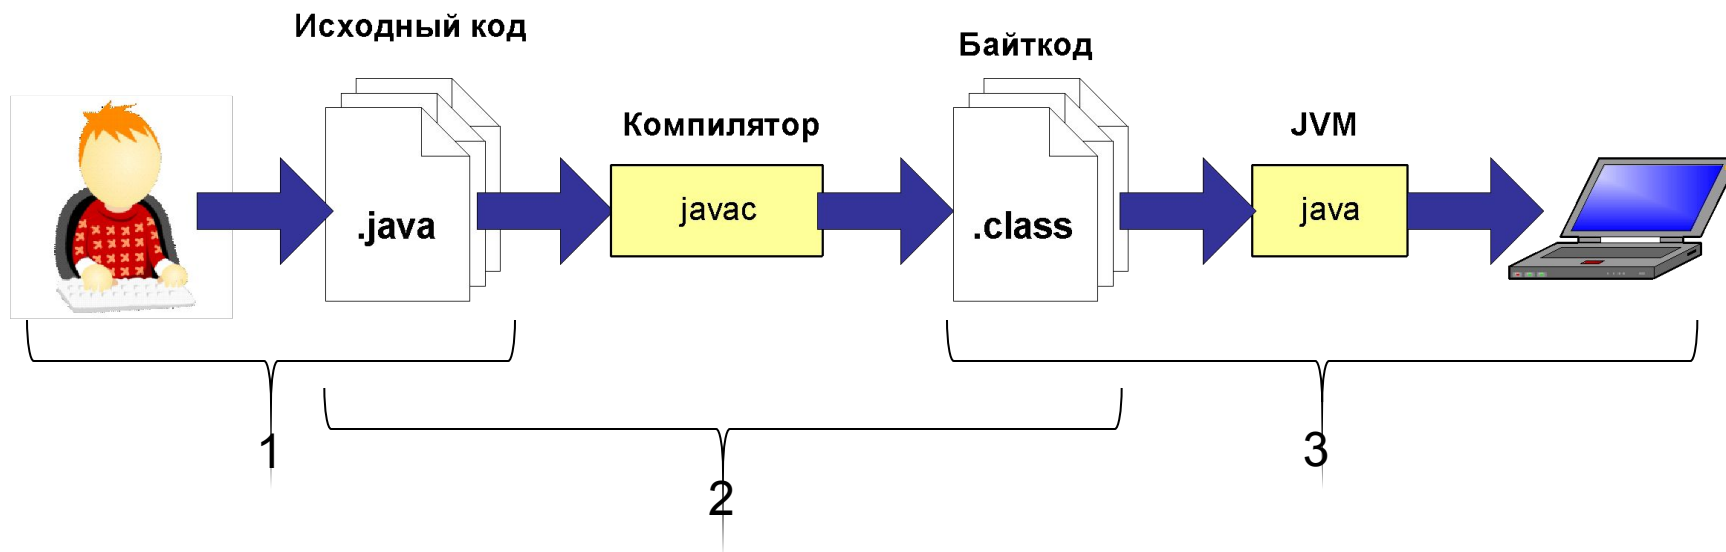 Исходный код
Байткод
Компилятор
JVM
.java
javac
.class
java
1
2
3